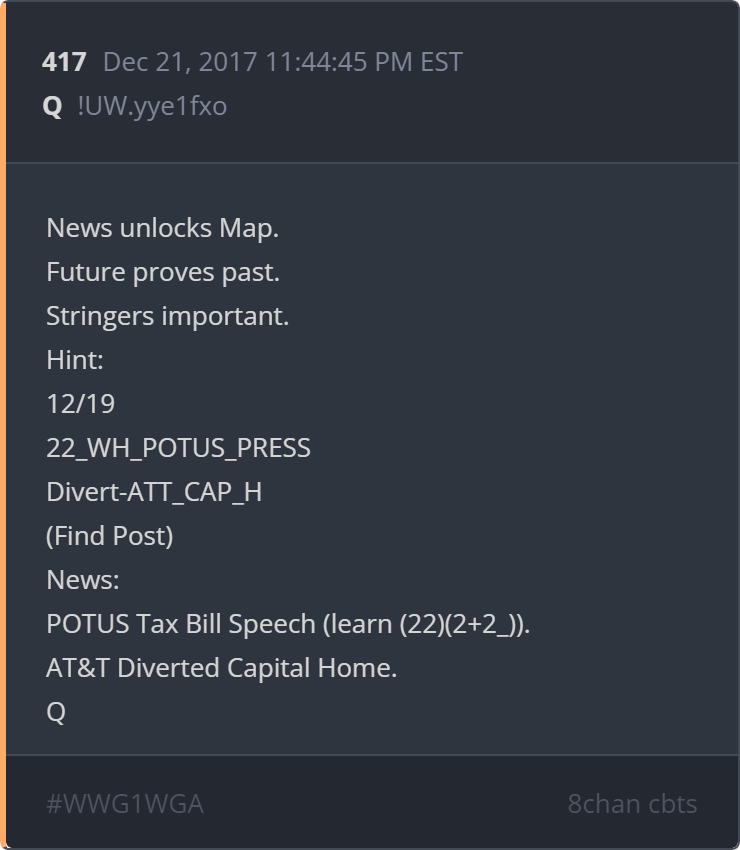 417 Dec 21, 2017 11:44:45 PM EST
Q !UW.yye1fxo
News unlocks Map.
Future proves past.
Stringers important.
Hint:
12/19
22_WH_POTUS_PRESS
Divert-ATT_CAP_H
(Find Post)
News:
POTUS Tax Bill Speech (learn (22)(2+2_)).
AT&T Diverted Capital Home.
Q
#WWG1WGA 8chan cbts